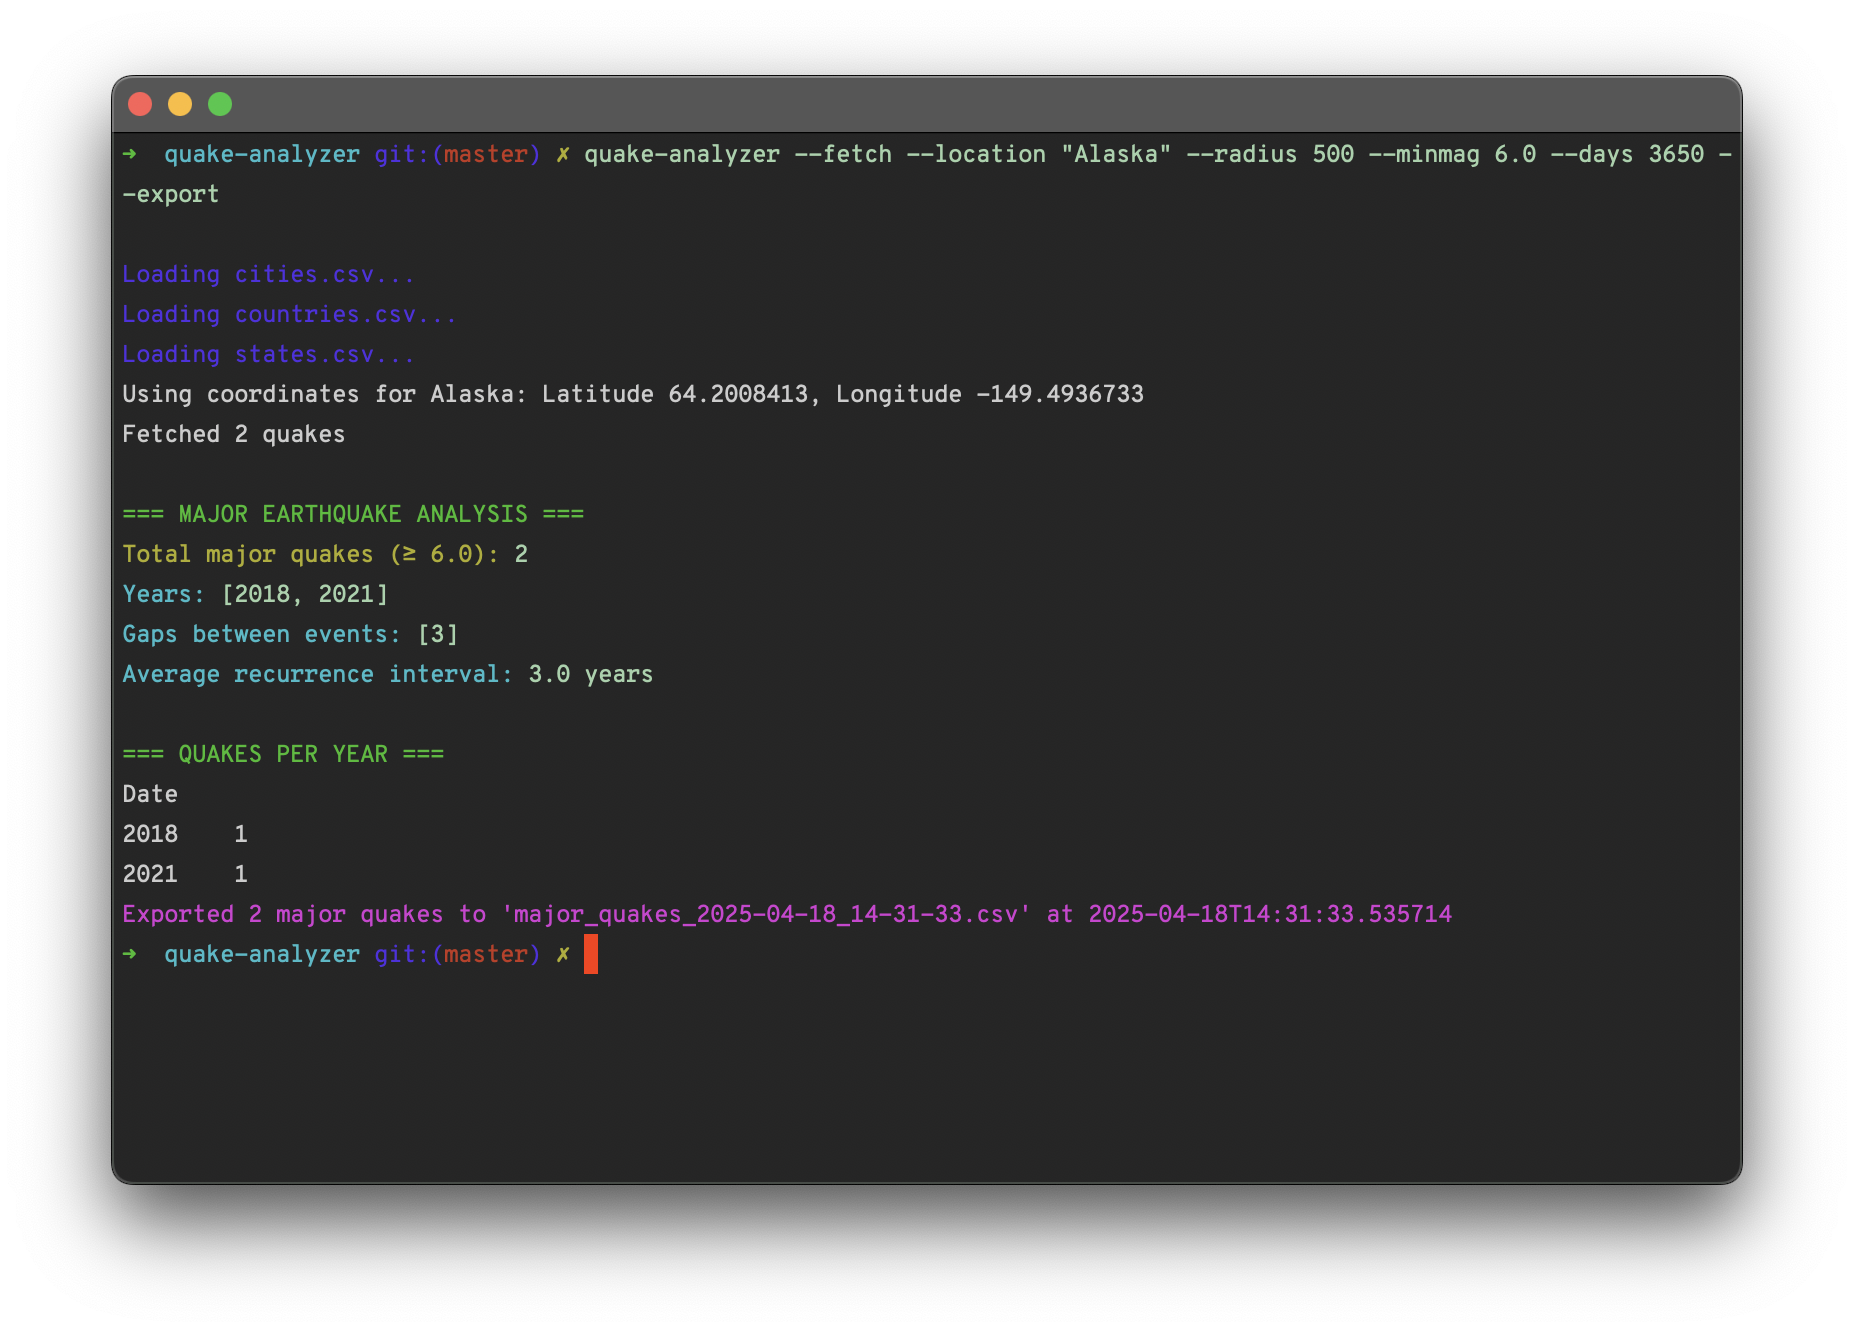 ➜  quake-analyzer git:(master) ✗ quake-analyzer --fetch --location "Alaska" --radius 500 --minmag 6.0 --days 3650 -
-export
Loading cities.csv...
Loading countries.csv...
Loading states.csv...
Using coordinates for Alaska: Latitude 64.2008413, Longitude -149.4936733
Fetched 2 quakes
=== MAJOR EARTHQUAKE ANALYSIS ===
Total major quakes (≥ 6.0): 2
Years: [2018, 2021]
Gaps between events: [3]
Average recurrence interval: 3.0 years
=== QUAKES PER YEAR ===
Date
2018    1
2021    1
Exported 2 major quakes to 'major_quakes_2025-04-18_14-31-33.csv' at 2025-04-18T14:31:33.535714
➜  quake-analyzer git:(master) ✗